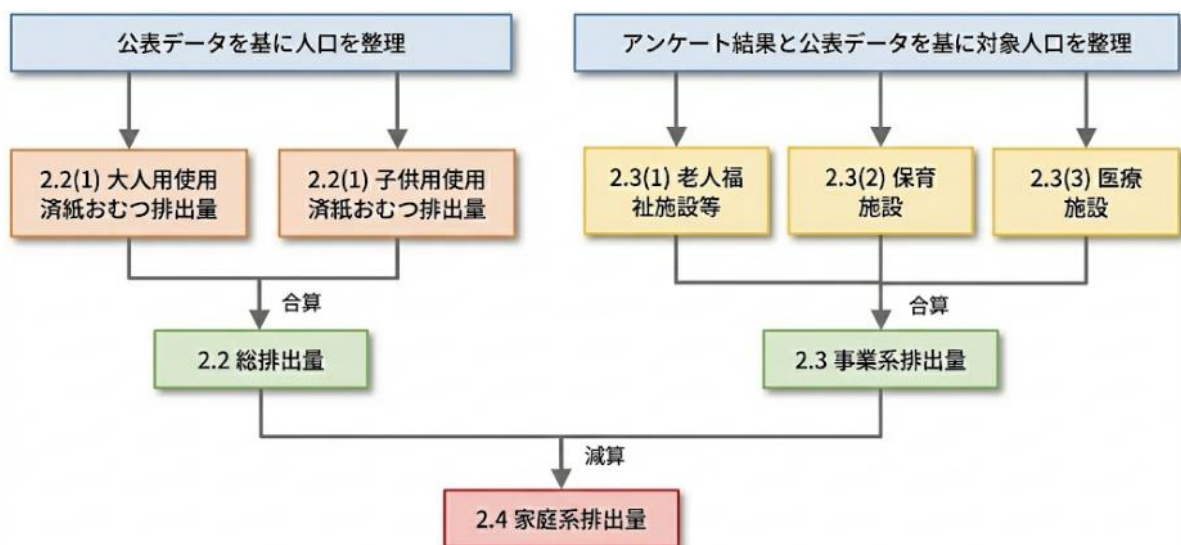 公表データを基に人口を整理
アンケート結果と公表データを基に対象人口を整理
2.2(1) 大人用使用
済紙おむつ排出量
2.2(1) 子供用使用
済紙おむつ排出量
2.3(1) 老人福
祉施設等
2.3(2) 保育
施設
2.3(3) 医療
施設
合算
合算
2.2 総排出量
2.3 事業系排出量
減算
2.4 家庭系排出量